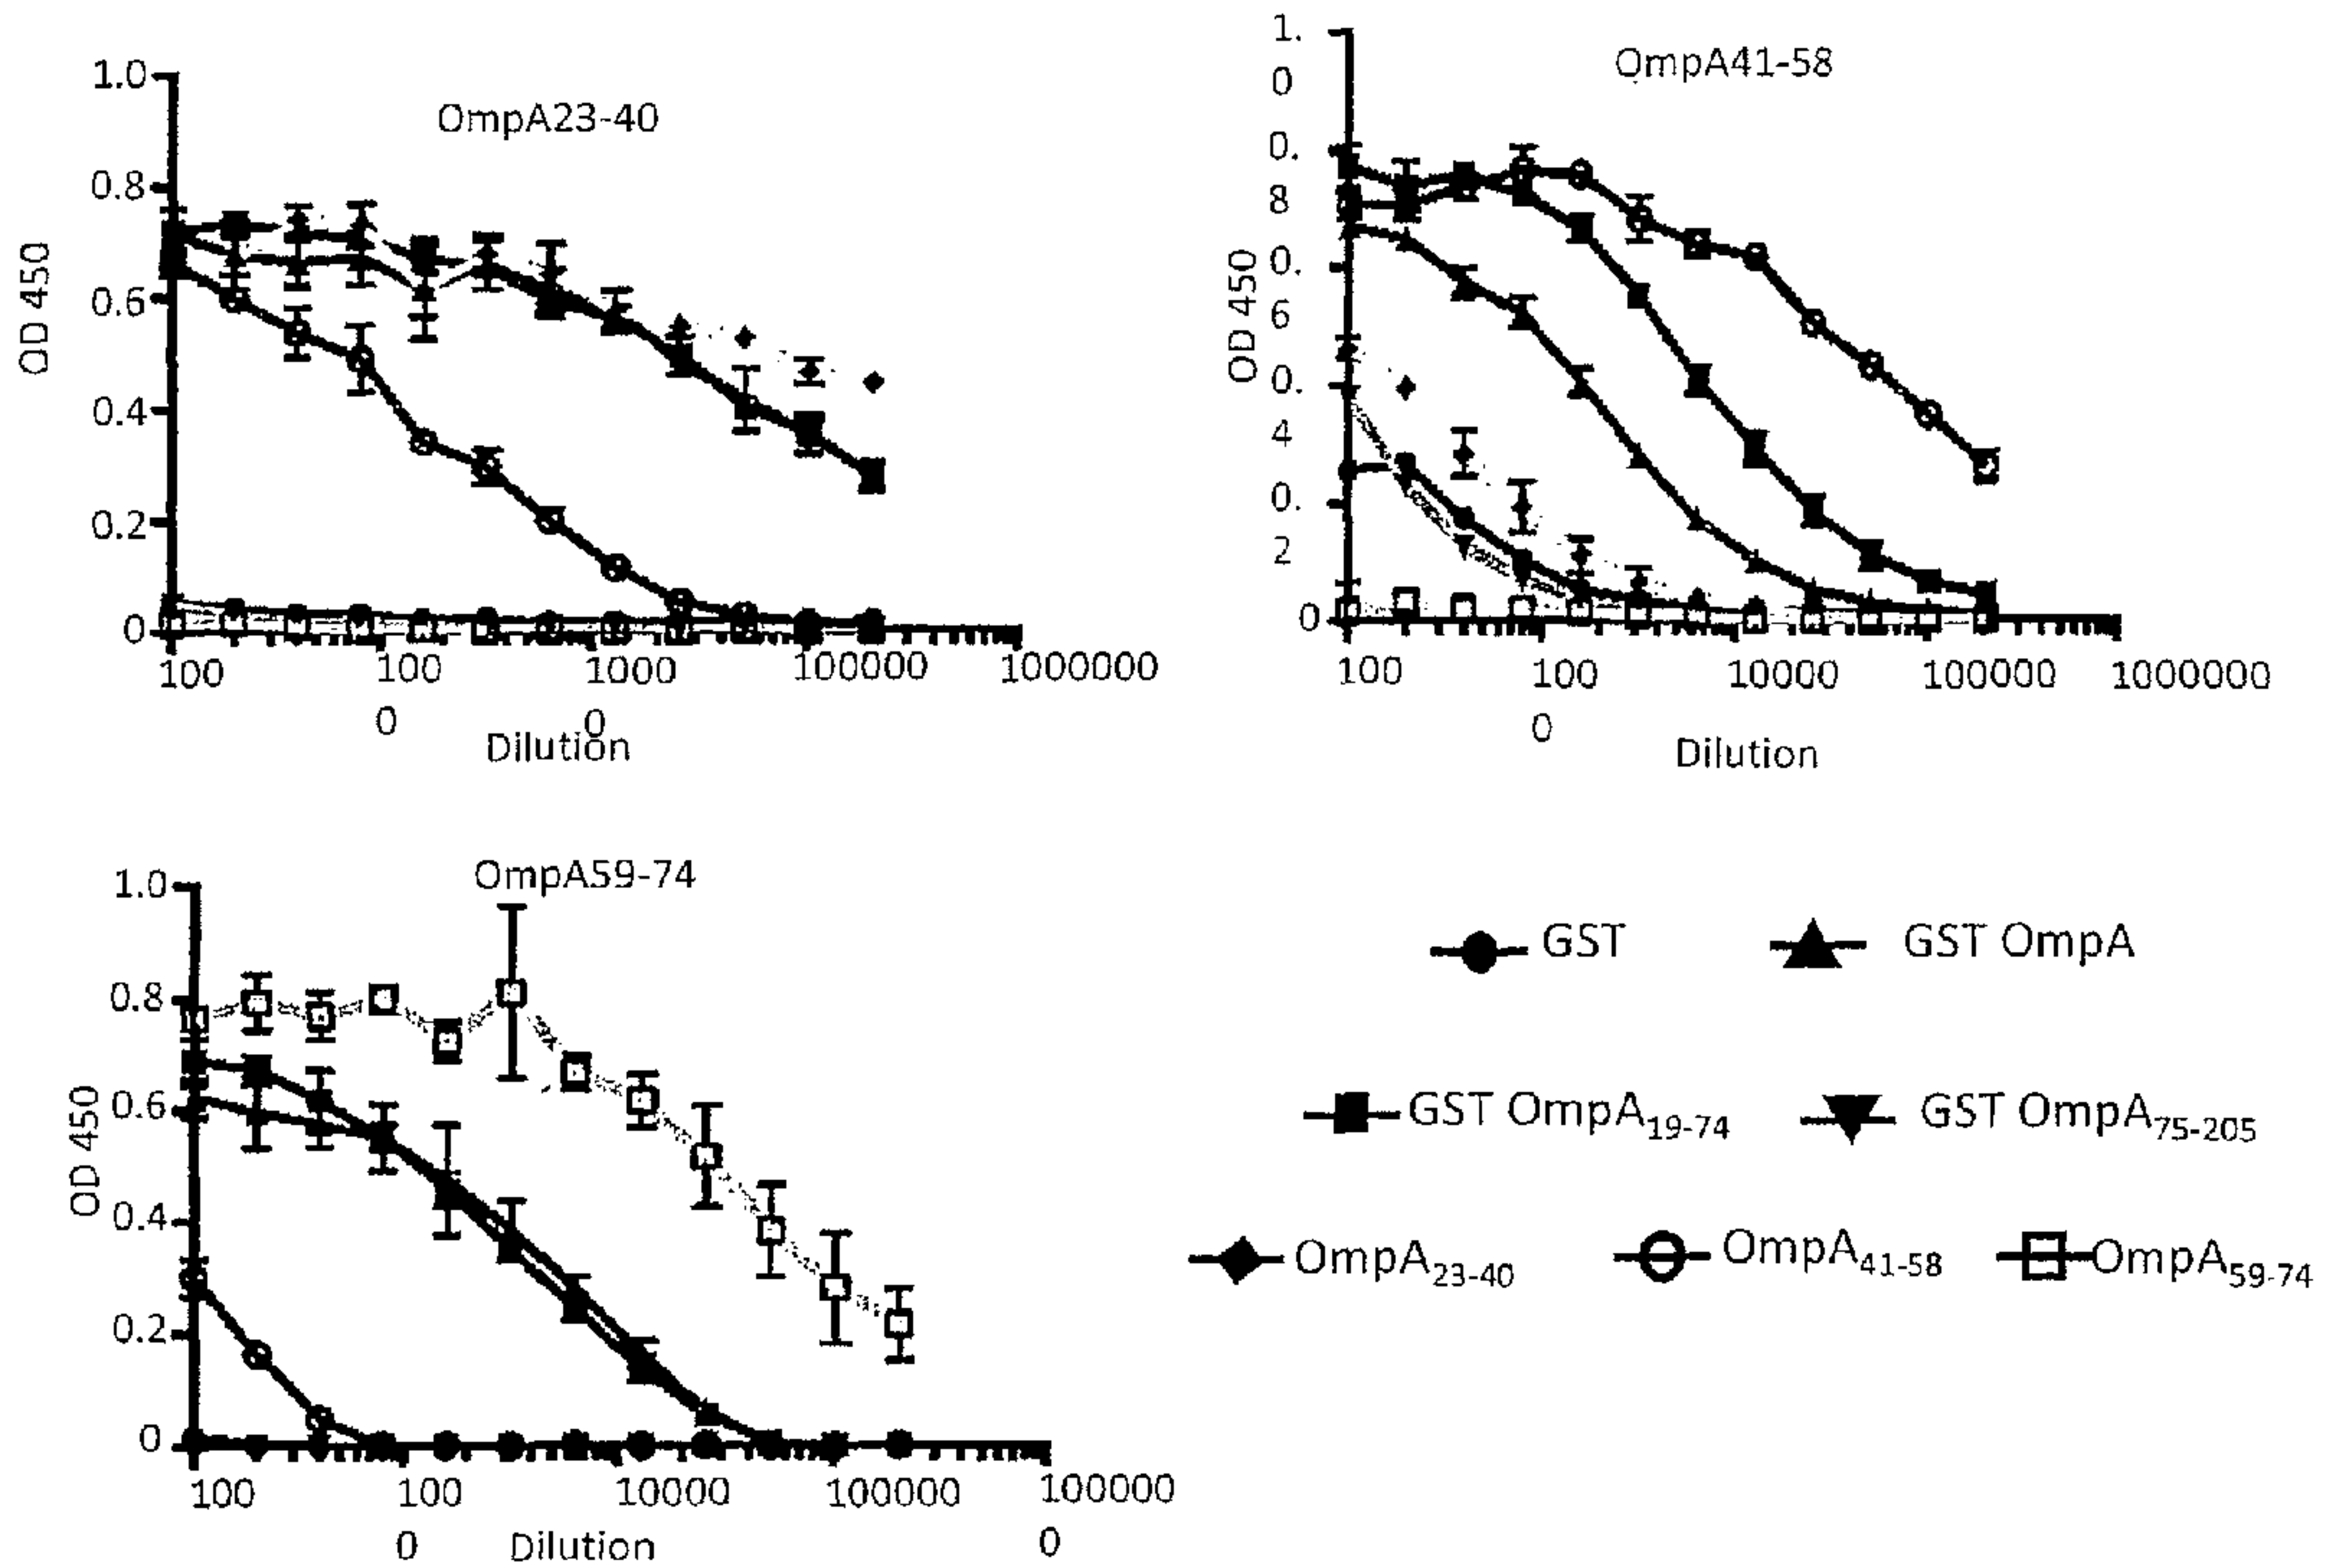 OmpA23-40
1.0
0.8
0.6
0.4
0.2
0
OD 450
100 100 1000 100000 1000000
0 0
Dilution
OmpA41-58
1.
0
0.
8
0.
6
0.
4
0.
2
0
OD 450
100 100 10000 100000 1000000
0
Dilution
OmpA59-74
1.0
0.8
0.6
0.4
0.2
0
OD 450
100 100 10000 100000 100000
0 0
Dilution
GST GST OmpA
GST OmpA19-74 GST OmpA75-205
OmpA23-40 OmpA41-58 OmpA59-74